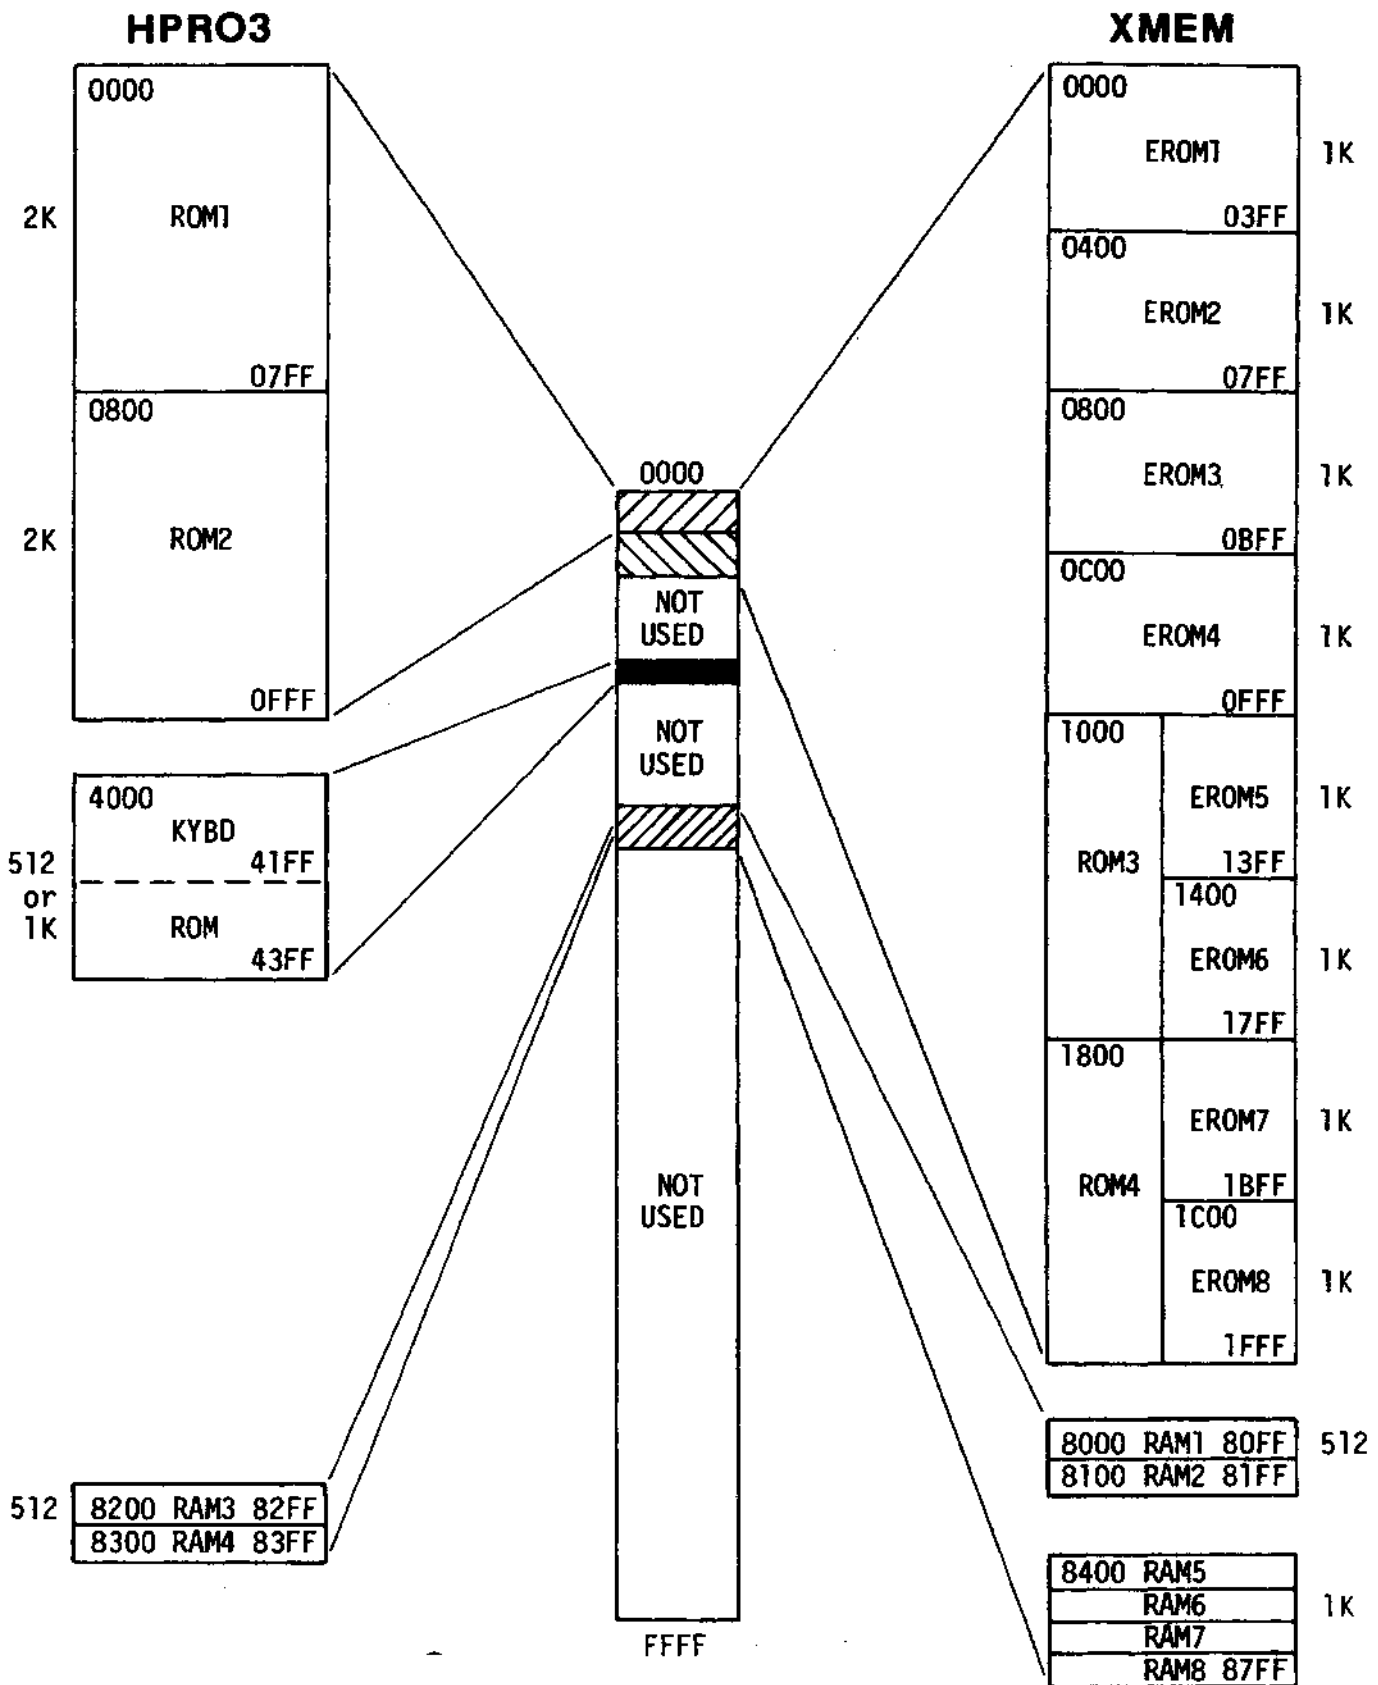 HPRO3
0000
2K
ROM1
07FF
0800
2K
ROM2
0FFF
4000
KYBD
41FF
512
or
1K
ROM
43FF
512
8200 RAM3 82FF
8300 RAM4 83FF
0000
NOT
USED
NOT
USED
NOT
USED
FFFF
XMEM
0000
EROM1
1K
03FF
0400
EROM2
1K
07FF
0800
EROM3
1K
0BFF
0C00
EROM4
1K
0FFF
1000
EROM5
1K
ROM3
13FF
1400
EROM6
1K
17FF
1800
EROM7
1K
ROM4
1BFF
1C00
EROM8
1K
1FFF
8000 RAM1 80FF
512
8100 RAM2 81FF
8400 RAM5
RAM6
1K
RAM7
RAM8 87FF